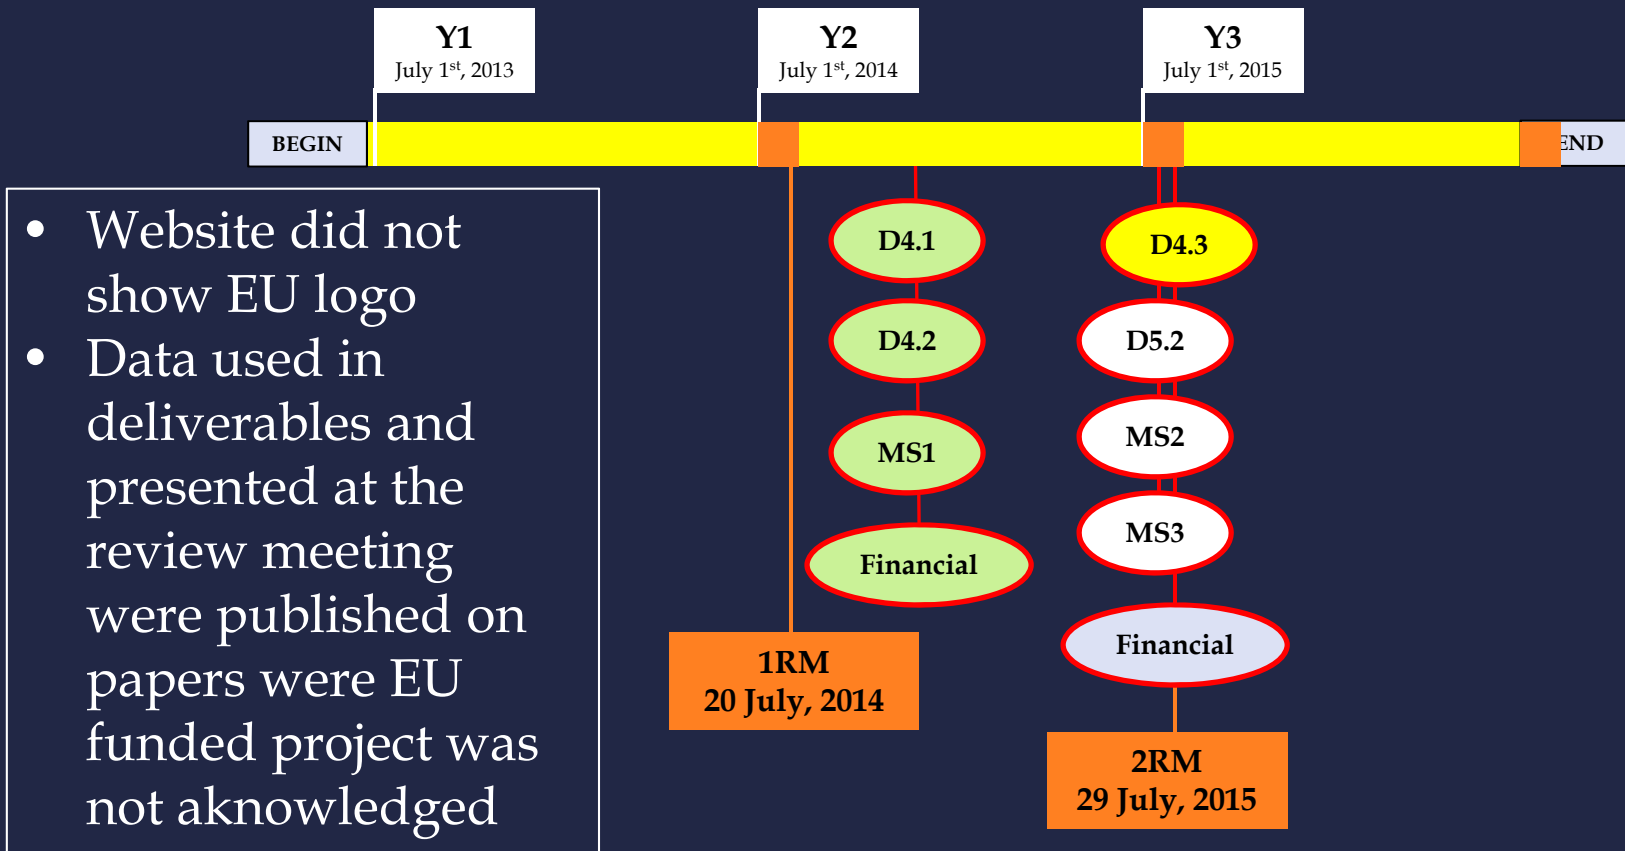 Y1
July 1st, 2013
Y2
July 1st, 2014
Y3
July 1st, 2015
BEGIN
END
• Website did not
show EU logo
• Data used in
deliverables and
presented at the
review meeting
were published on
papers were EU
funded project was
not aknowledged
D4.1
D4.2
MS1
Financial
1RM
20 July, 2014
D4.3
D5.2
MS2
MS3
Financial
2RM
29 July, 2015